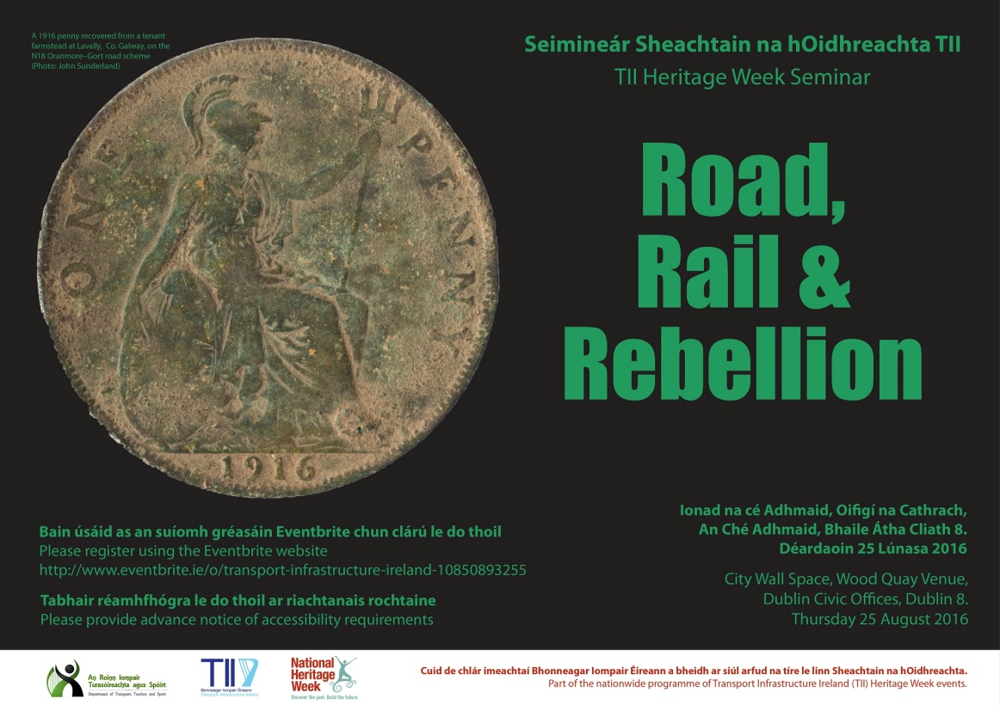 A 1916 penny recovered from a tenant
farmstead at Lavally, Co. Galway, on the
N18 Oranmore–Gort road scheme
(Photo: John Sunderland)
ONE PENNY
1916
Seimineár Sheachtain na hOidhreachta TII
TII Heritage Week Seminar
Road,
Rail &
Rebellion
Bain úsáid as an suíomh gréasáin Eventbrite chun clárú le do thoil
Please register using the Eventbrite website
http://www.eventbrite.ie/o/transport-infrastructure-ireland-10850893255
Tabhair réamhfhógra le do thoil ar riachtanais rochtaine
Please provide advance notice of accessibility requirements
Ionad na cé Adhmaid, Oifigí na Cathrach,
An Ché Adhmaid, Bhaile Átha Cliath 8.
Déardaoin 25 Lúnasa 2016
City Wall Space, Wood Quay Venue,
Dublin Civic Offices, Dublin 8.
Thursday 25 August 2016
An Roinn Iompair
Turasóireachta agus Spóirt
Department of Transport, Tourism and Sport
TII
Bonneagar Iompair Éireann
Transport Infrastructure Ireland
National
Heritage
Week
Discover the past. Build the future.
Cuid de chlár imeachtaí Bhonneagar Iompair Éireann a bheidh ar siúl arfud na tíre le linn Sheachtain na hOidhreachta.
Part of the nationwide programme of Transport Infrastructure Ireland (TII) Heritage Week events.